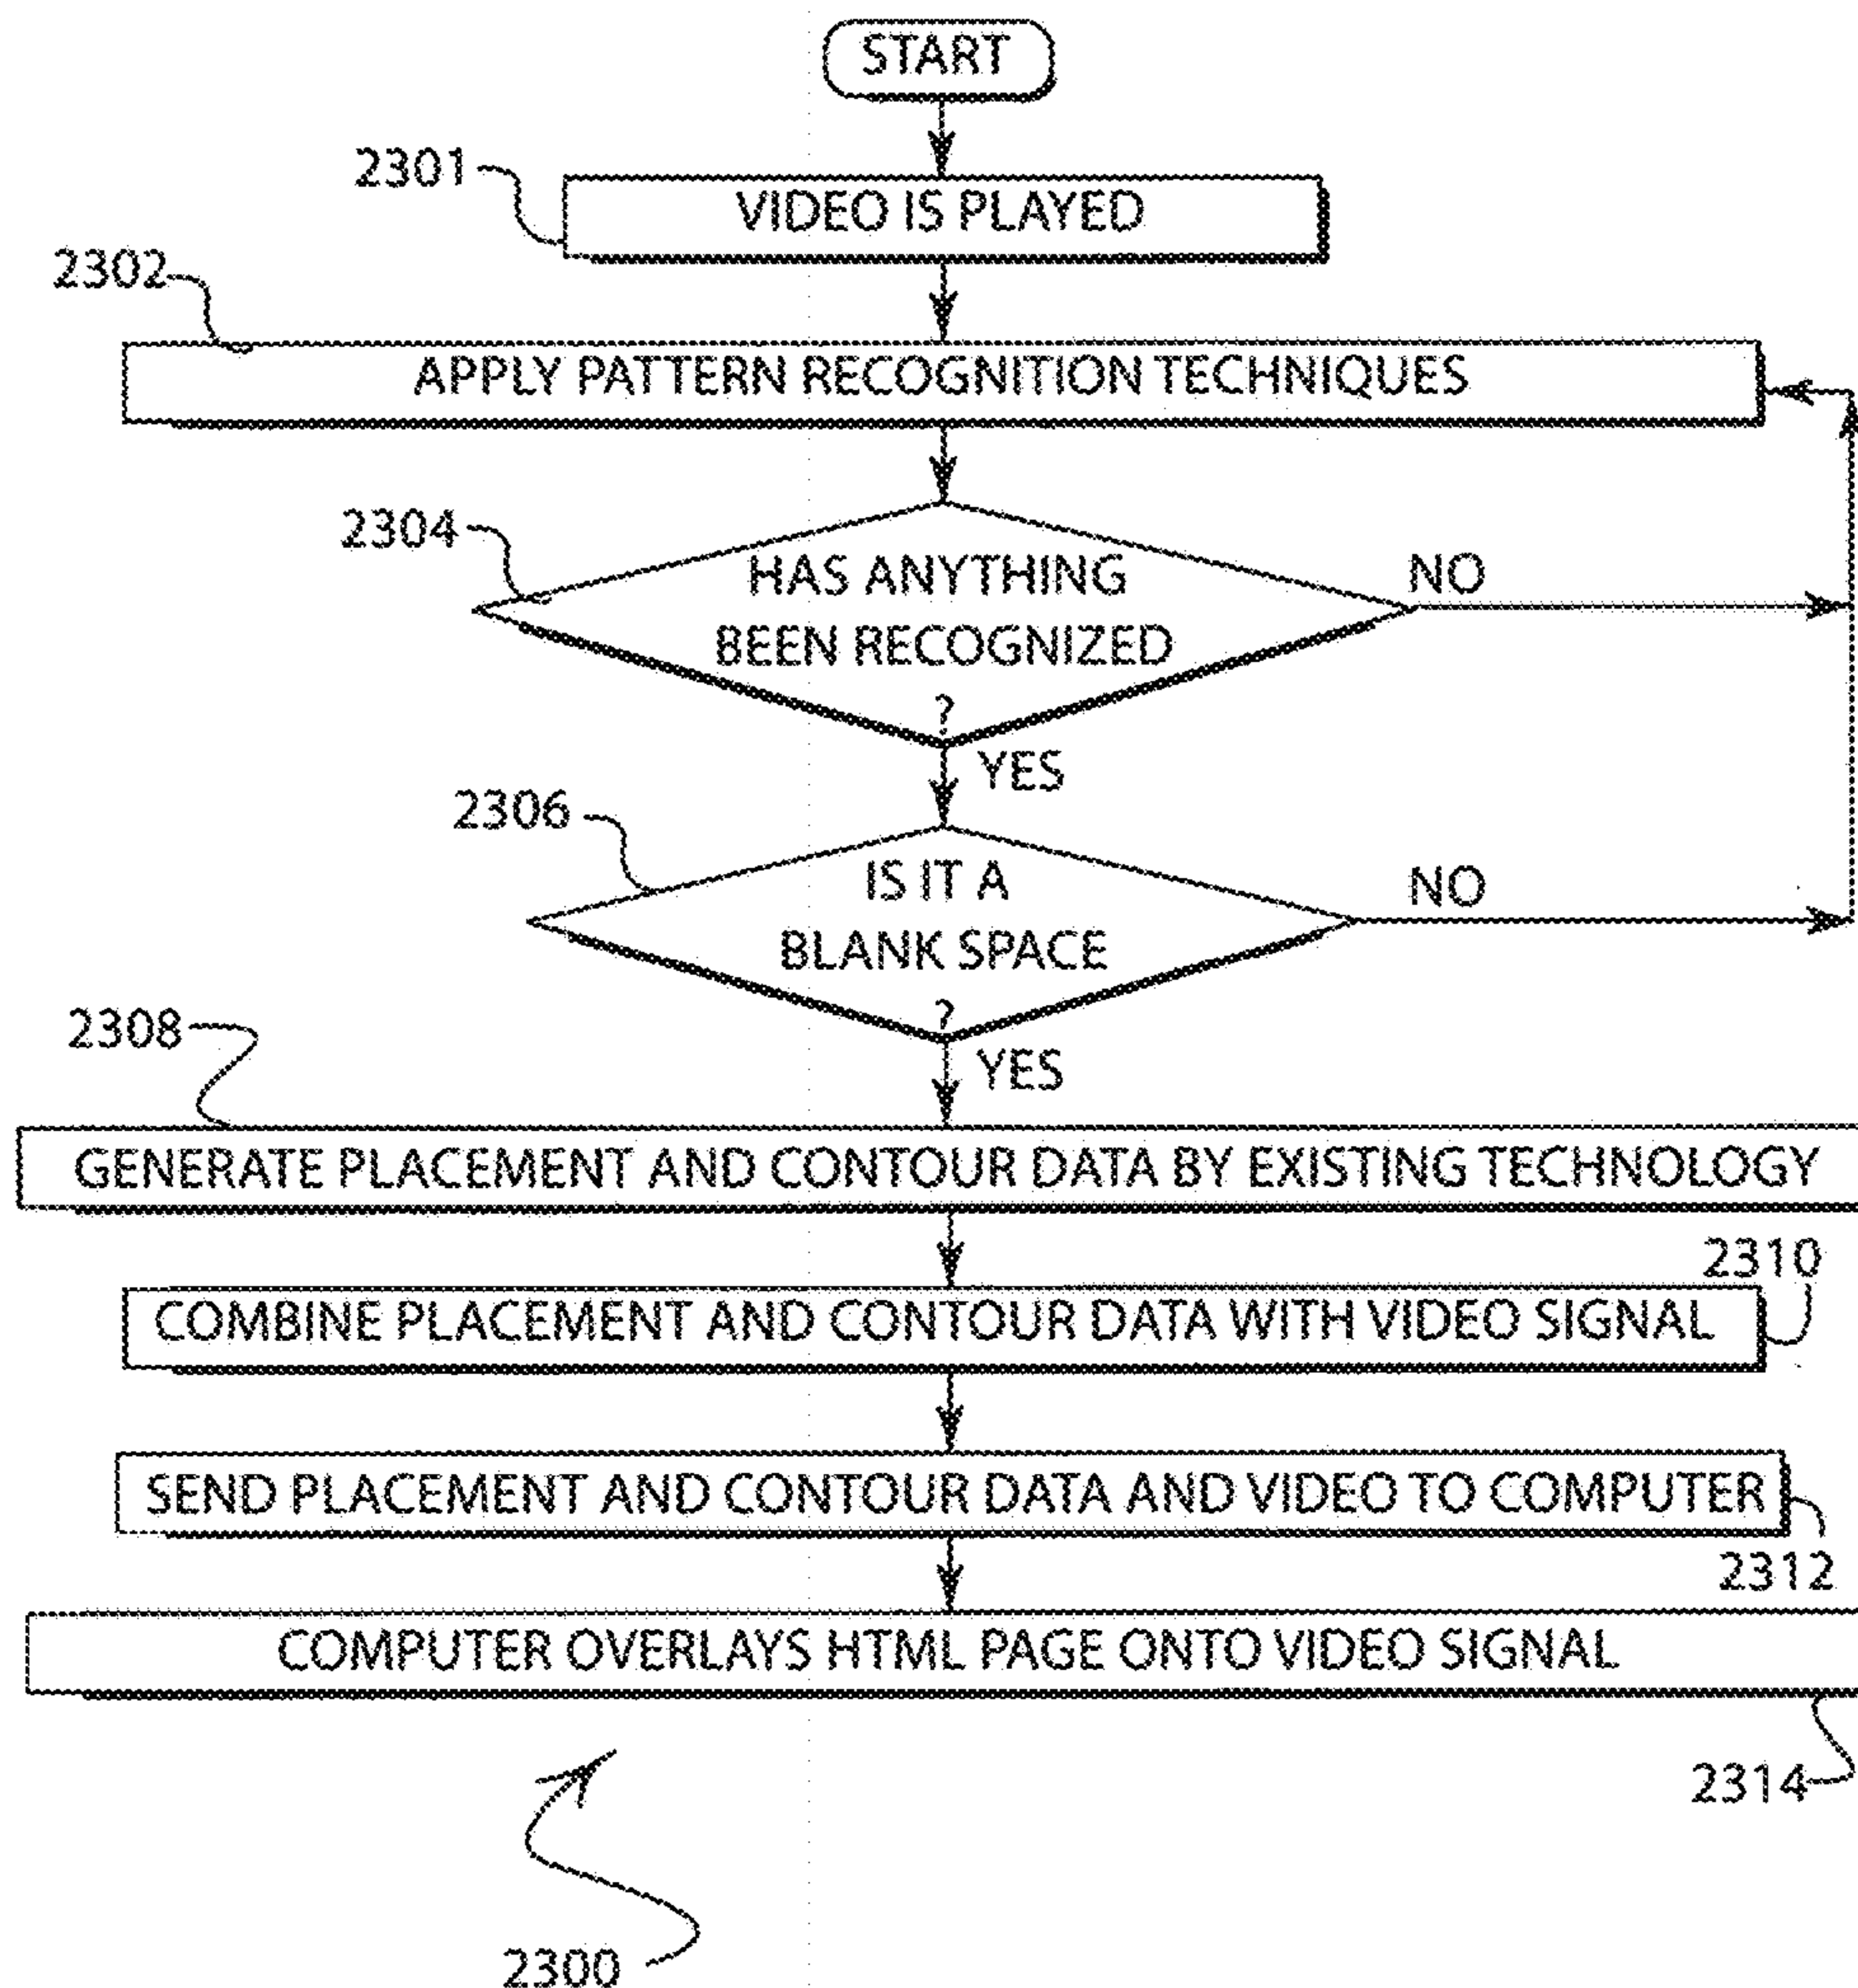 START
2301
VIDEO IS PLAYED
2302
APPLY PATTERN RECOGNITION TECHNIQUES
2304
HAS ANYTHING
BEEN RECOGNIZED
?
NO
YES
2306
IS IT A
BLANK SPACE
?
NO
YES
2308
GENERATE PLACEMENT AND CONTOUR DATA BY EXISTING TECHNOLOGY
2310
COMBINE PLACEMENT AND CONTOUR DATA WITH VIDEO SIGNAL
SEND PLACEMENT AND CONTOUR DATA AND VIDEO TO COMPUTER
2312
COMPUTER OVERLAYS HTML PAGE ONTO VIDEO SIGNAL
2314
2300